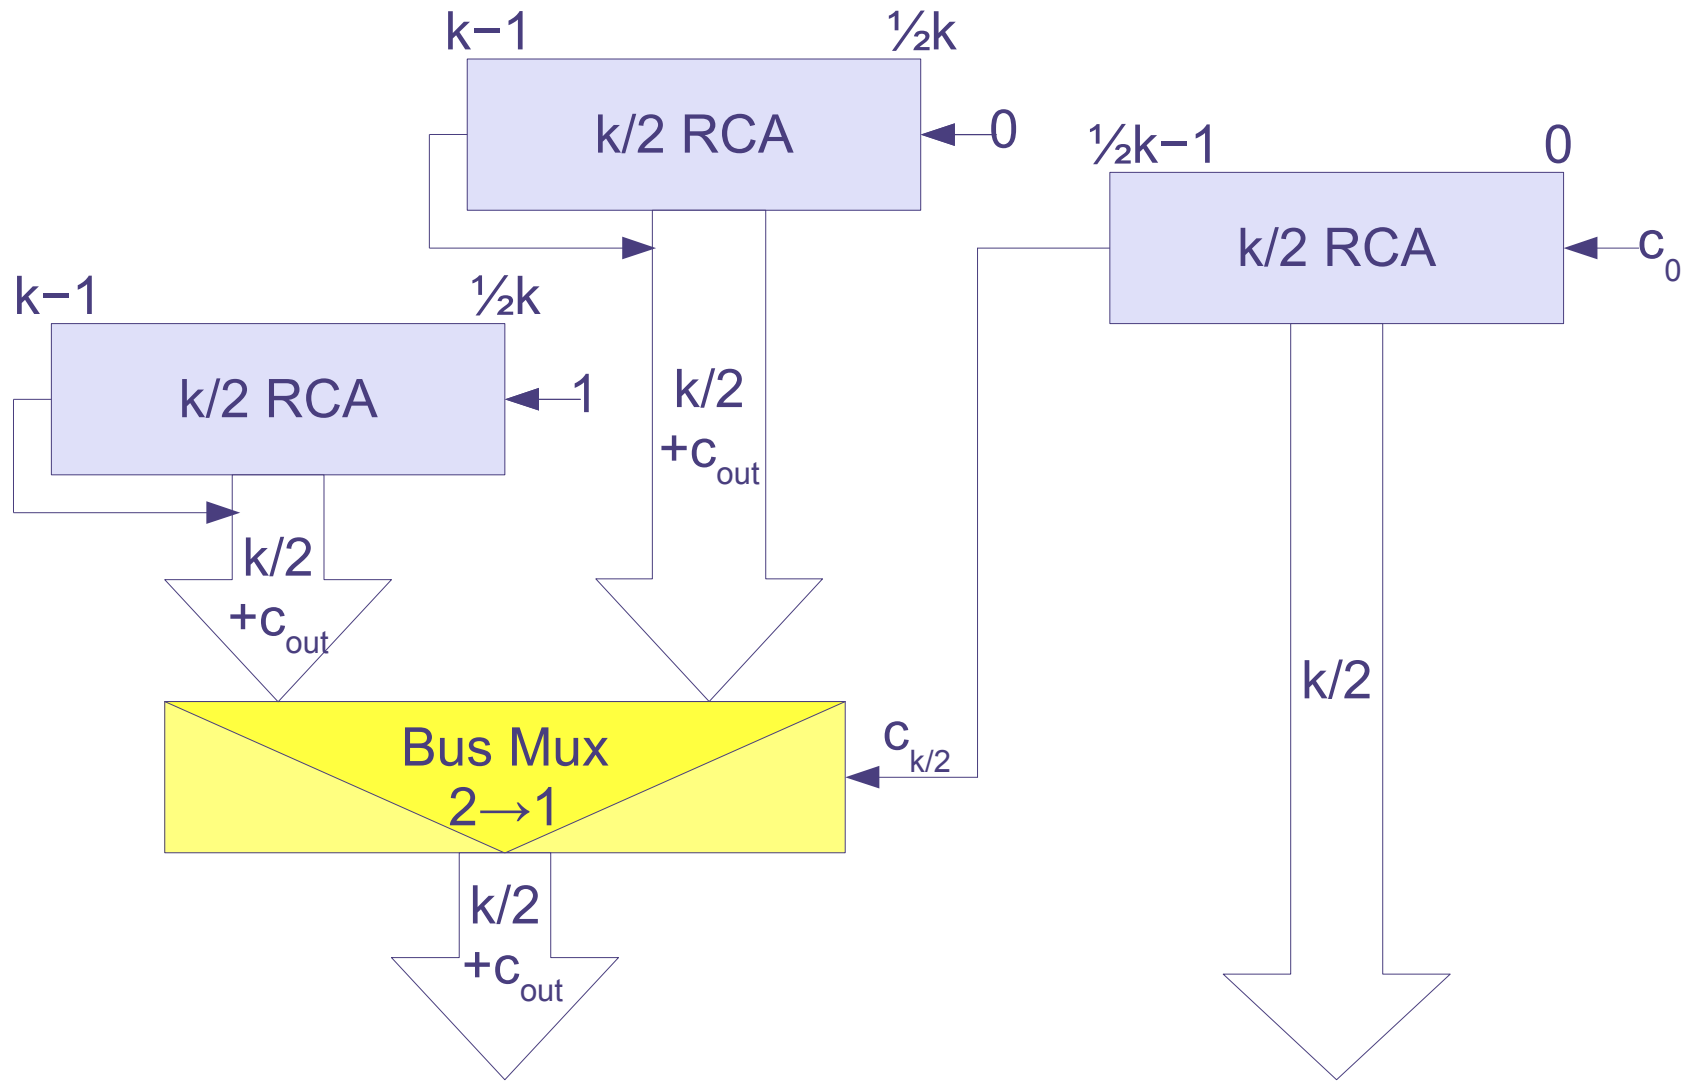 k−1 ½k
k/2 RCA
0
½k−1 0
k/2 RCA
c₀
k−1 ½k
k/2 RCA
1
k/2
+cₒᵤₜ
k/2
+cₒᵤₜ
k/2
Bus Mux
2→1
c_{k/2}
k/2
+cₒᵤₜ